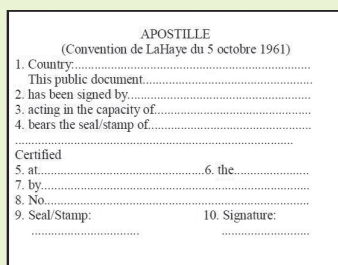 APOSTILLE
(Convention de LaHaye du 5 octobre 1961)
1. Country:..........................................................................
This public document....................................................
2. has been signed by.........................................................
3. acting in the capacity of.................................................
4. bears the seal/stamp of...................................................
......................................................................................
Certified
5. at....................................................6. the.......................
7. by...................................................................................
8. No..................................................................................
9. Seal/Stamp: 10. Signature:
................................. ...........................